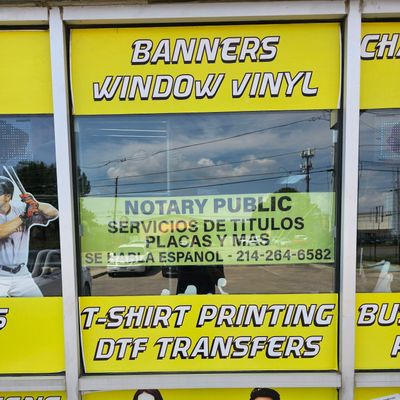 BANNERS
WINDOW VINYL
NOTARY PUBLIC
SERVICIOS DE TITULOS
PLACAS Y MAS
SE HABLA ESPAÑOL - 214-264-6582
T-SHIRT PRINTING
DTF TRANSFERS